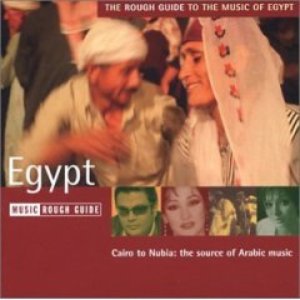 THE ROUGH GUIDE TO THE MUSIC OF EGYPT
Egypt
MUSIC ROUGH GUIDE
Cairo to Nubia: the source of Arabic music